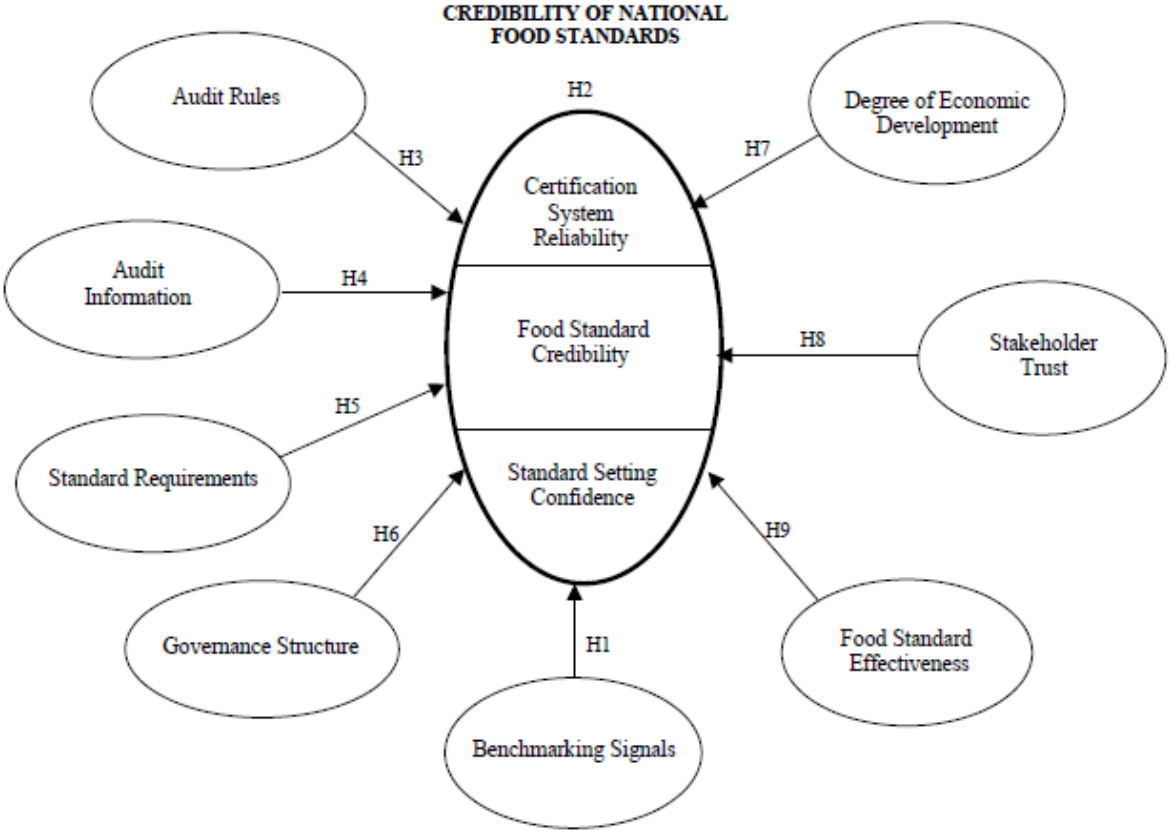 CREDIBILITY OF NATIONAL
FOOD STANDARDS
H2
Audit Rules
Degree of Economic
Development
H3
H7
Certification
System
Reliability
Audit
Information
H4
Food Standard
Credibility
H8
Stakeholder
Trust
H5
Standard Requirements
Standard Setting
Confidence
H6
H9
Governance Structure
H1
Food Standard
Effectiveness
Benchmarking Signals